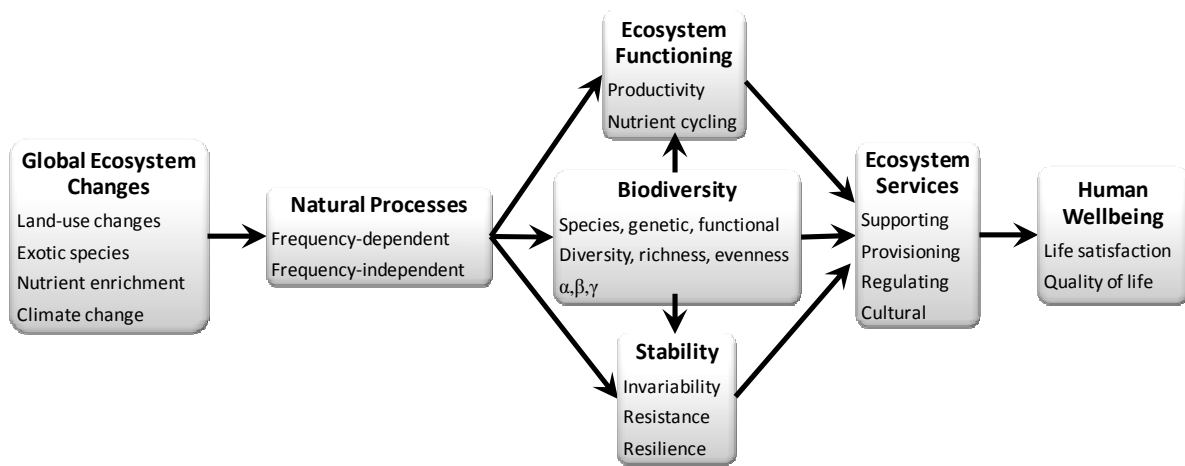 Global Ecosystem
Changes
Land-use changes
Exotic species
Nutrient enrichment
Climate change
Natural Processes
Frequency-dependent
Frequency-independent
Ecosystem
Functioning
Productivity
Nutrient cycling
Biodiversity
Species, genetic, functional
Diversity, richness, evenness
α,β,γ
Stability
Invariability
Resistance
Resilience
Ecosystem
Services
Supporting
Provisioning
Regulating
Cultural
Human
Wellbeing
Life satisfaction
Quality of life